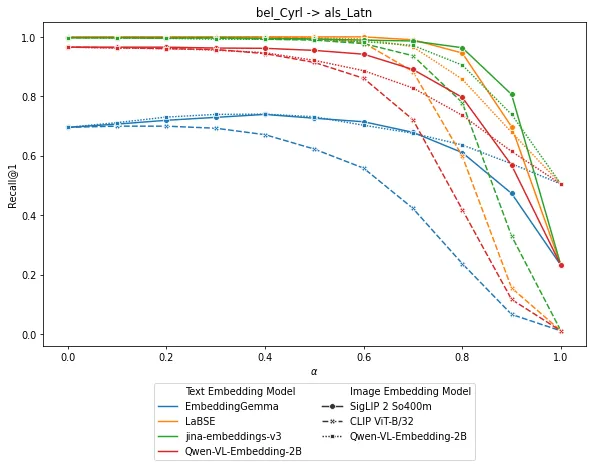 bel_Cyrl -> als_Latn
Recall@1
1.0
0.8
0.6
0.4
0.2
0.0
0.0 0.2 0.4 0.6 0.8 1.0
α
Text Embedding Model
EmbeddingGemma
LaBSE
jina-embeddings-v3
Qwen-VL-Embedding-2B
Image Embedding Model
SigLIP 2 So400m
CLIP ViT-B/32
Qwen-VL-Embedding-2B